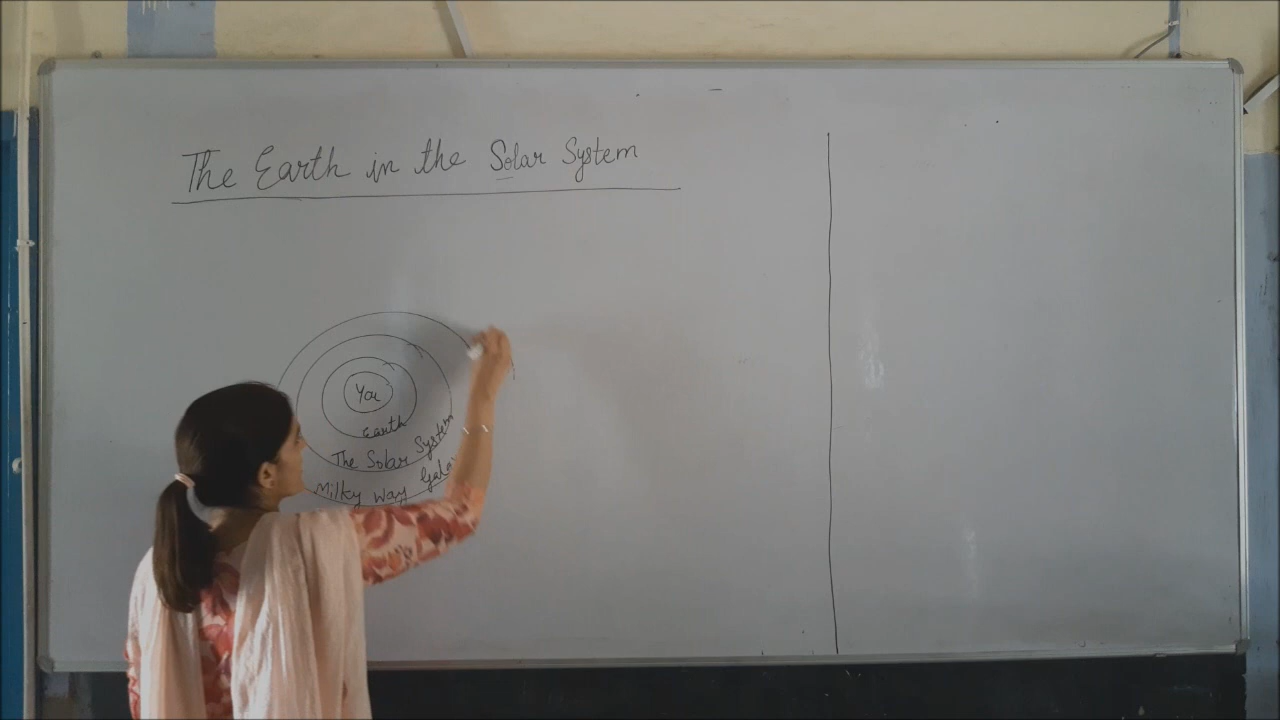 The Earth in the Solar System
You
Earth
The Solar System
Milky Way